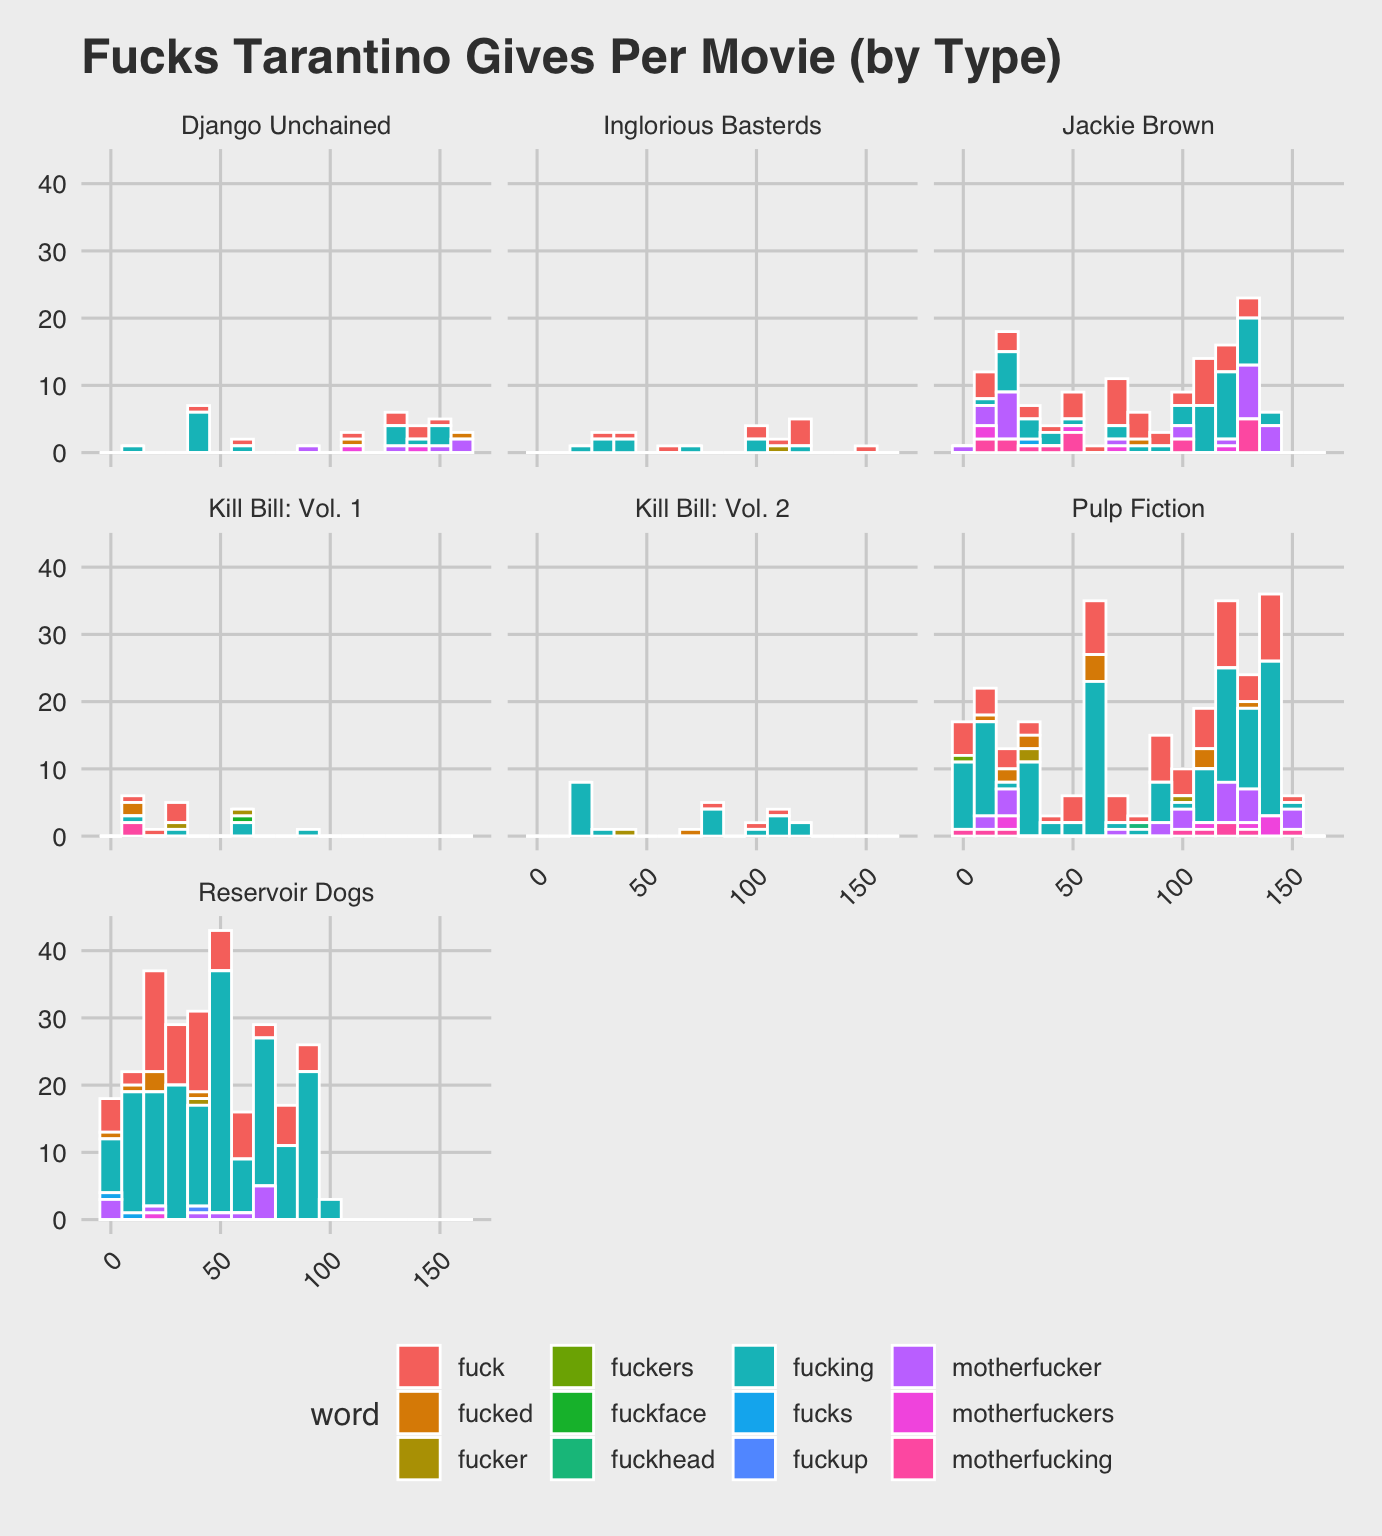 Fucks Tarantino Gives Per Movie (by Type)
Django Unchained
Inglorious Basterds
Jackie Brown
40
30
20
10
0
Kill Bill: Vol. 1
Kill Bill: Vol. 2
Pulp Fiction
40
30
20
10
0
0 50 100 150
0 50 100 150
Reservoir Dogs
40
30
20
10
0
0 50 100 150
word
fuck
fucked
fucker
fuckers
fuckface
fuckhead
fucking
fucks
fuckup
motherfucker
motherfuckers
motherfucking